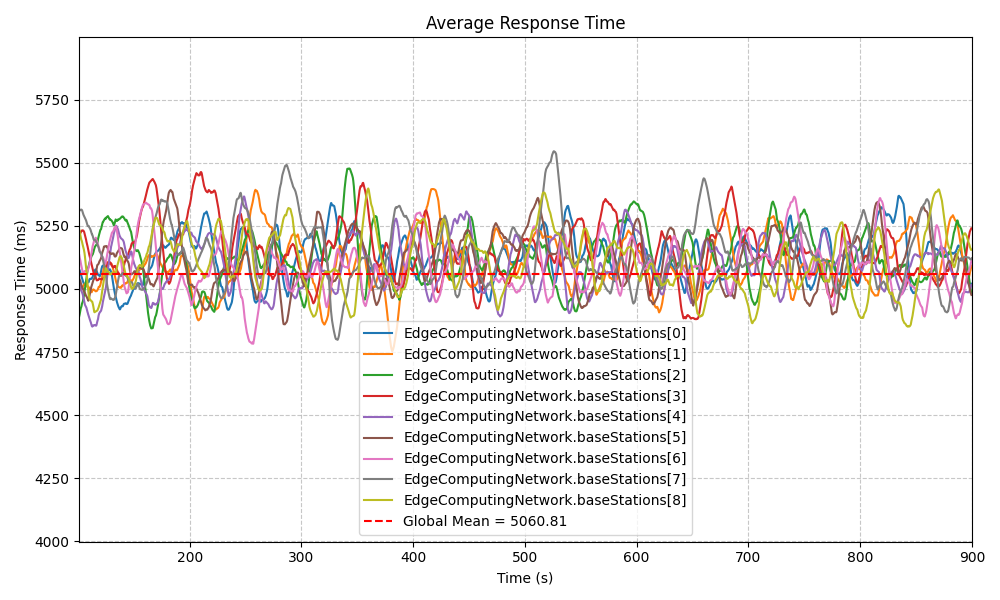 Average Response Time
Response Time (ms)
5750
5500
5250
5000
4750
4500
4250
4000
EdgeComputingNetwork.baseStations[0]
EdgeComputingNetwork.baseStations[1]
EdgeComputingNetwork.baseStations[2]
EdgeComputingNetwork.baseStations[3]
EdgeComputingNetwork.baseStations[4]
EdgeComputingNetwork.baseStations[5]
EdgeComputingNetwork.baseStations[6]
EdgeComputingNetwork.baseStations[7]
EdgeComputingNetwork.baseStations[8]
Global Mean = 5060.81
200 300 400 500 600 700 800 900
Time (s)